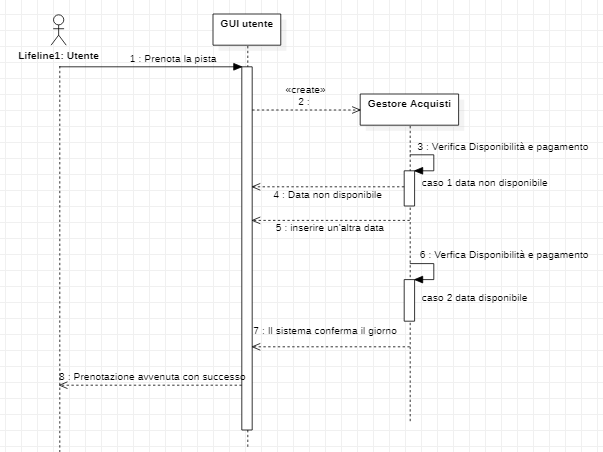 GUI utente
Lifeline1: Utente
1 : Prenota la pista
«create»
2 :
Gestore Acquisti
3 : Verifica Disponibilità e pagamento
caso 1 data non disponibile
4 : Data non disponibile
5 : inserire un'altra data
6 : Verfica Disponibilità e pagamento
caso 2 data disponibile
7 : Il sistema conferma il giorno
8 : Prenotazione avvenuta con successo